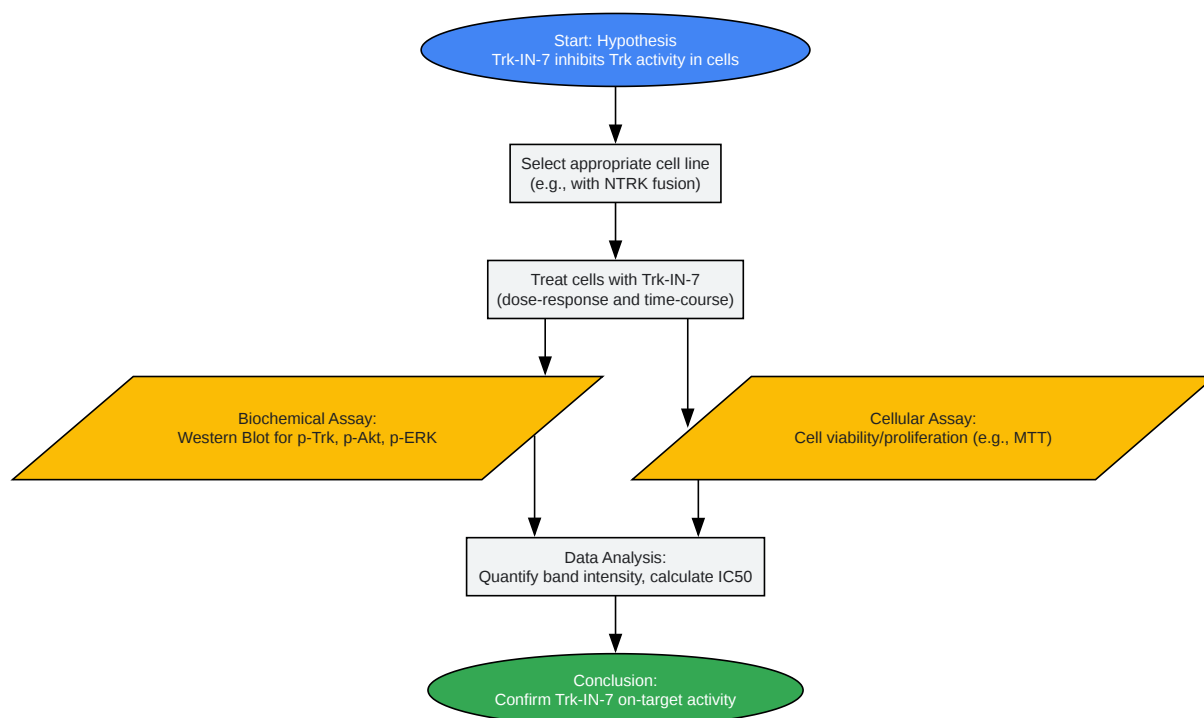 Start: Hypothesis
Trk-IN-7 inhibits Trk activity in cells
Select appropriate cell line
(e.g., with NTRK fusion)
Treat cells with Trk-IN-7
(dose-response and time-course)
Biochemical Assay:
Western Blot for p-Trk, p-Akt, p-ERK
Cellular Assay:
Cell viability/proliferation (e.g., MTT)
Data Analysis:
Quantify band intensity, calculate IC50
Conclusion:
Confirm Trk-IN-7 on-target activity